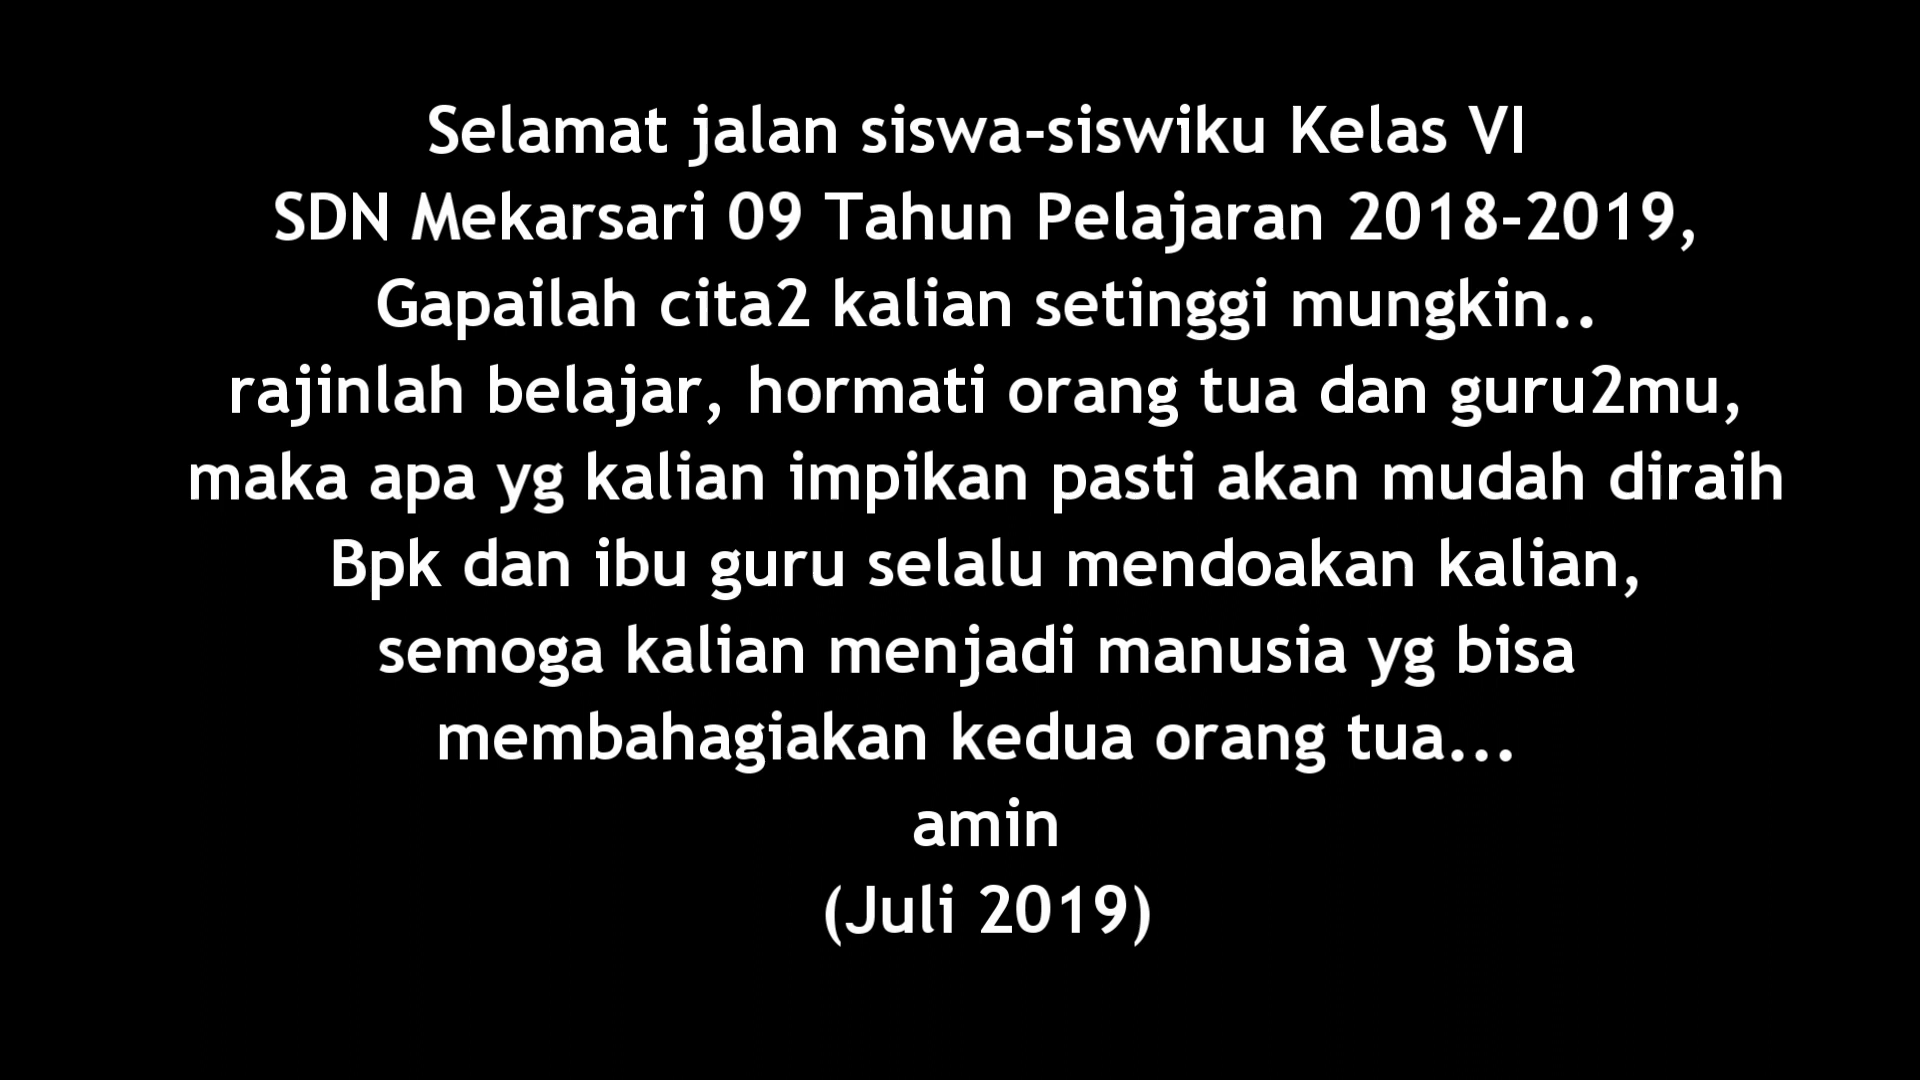 Selamat jalan siswa-siswiku Kelas VI
SDN Mekarsari 09 Tahun Pelajaran 2018-2019,
Gapailah cita2 kalian setinggi mungkin..
rajinlah belajar, hormati orang tua dan guru2mu,
maka apa yg kalian impikan pasti akan mudah diraih
Bpk dan ibu guru selalu mendoakan kalian,
semoga kalian menjadi manusia yg bisa
membahagiakan kedua orang tua...
amin
(Juli 2019)